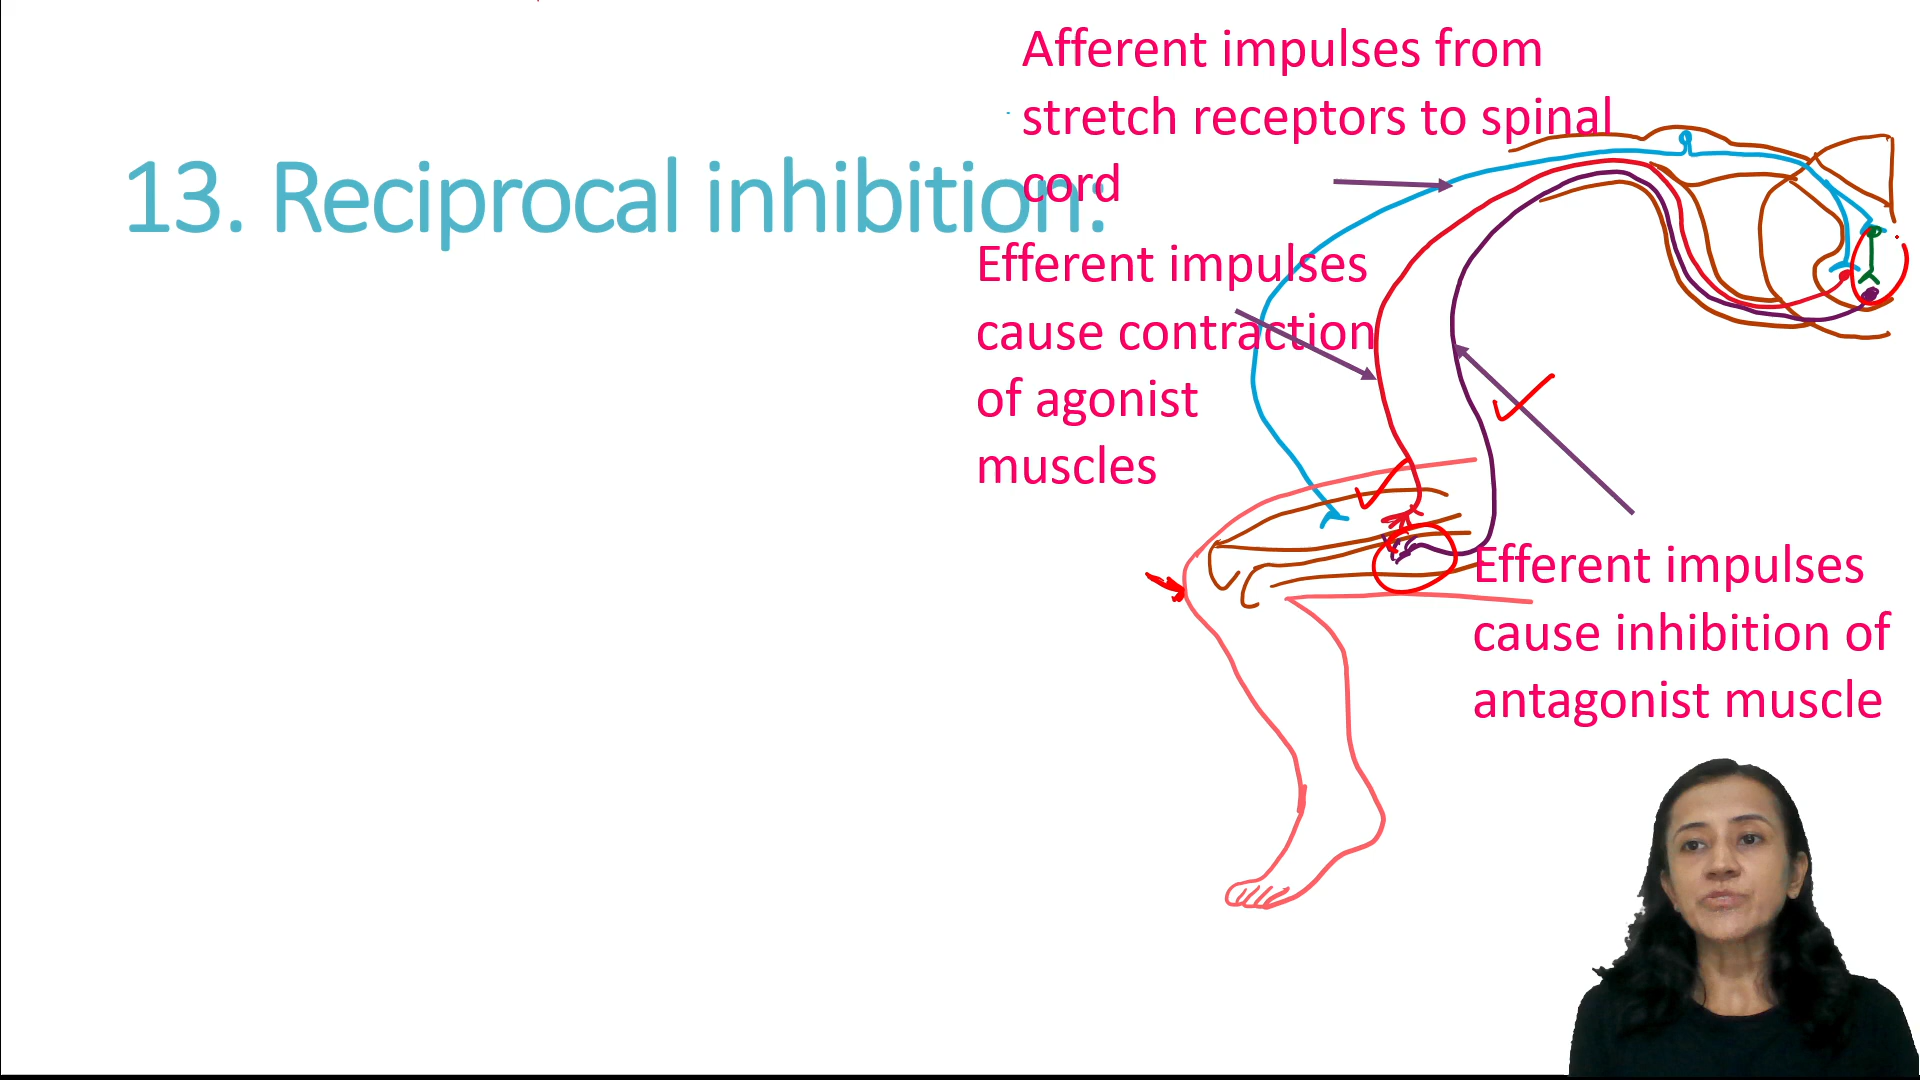 13. Reciprocal inhibition:
Afferent impulses from
stretch receptors to spinal
cord
Efferent impulses
cause contraction
of agonist
muscles
Efferent impulses
cause inhibition of
antagonist muscle